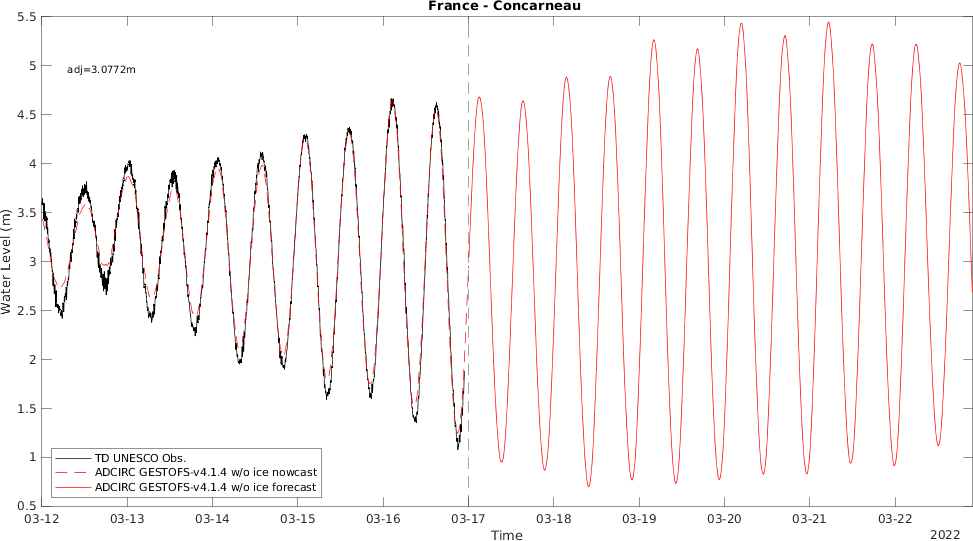 France - Concarneau
5.5
5
4.5
4
3.5
3
2.5
2
1.5
1
0.5
Water Level (m)
adj=3.0772m
TD UNESCO Obs.
ADCIRC GESTOFS-v4.1.4 w/o ice nowcast
ADCIRC GESTOFS-v4.1.4 w/o ice forecast
03-12 03-13 03-14 03-15 03-16 03-17 03-18 03-19 03-20 03-21 03-22
Time
2022